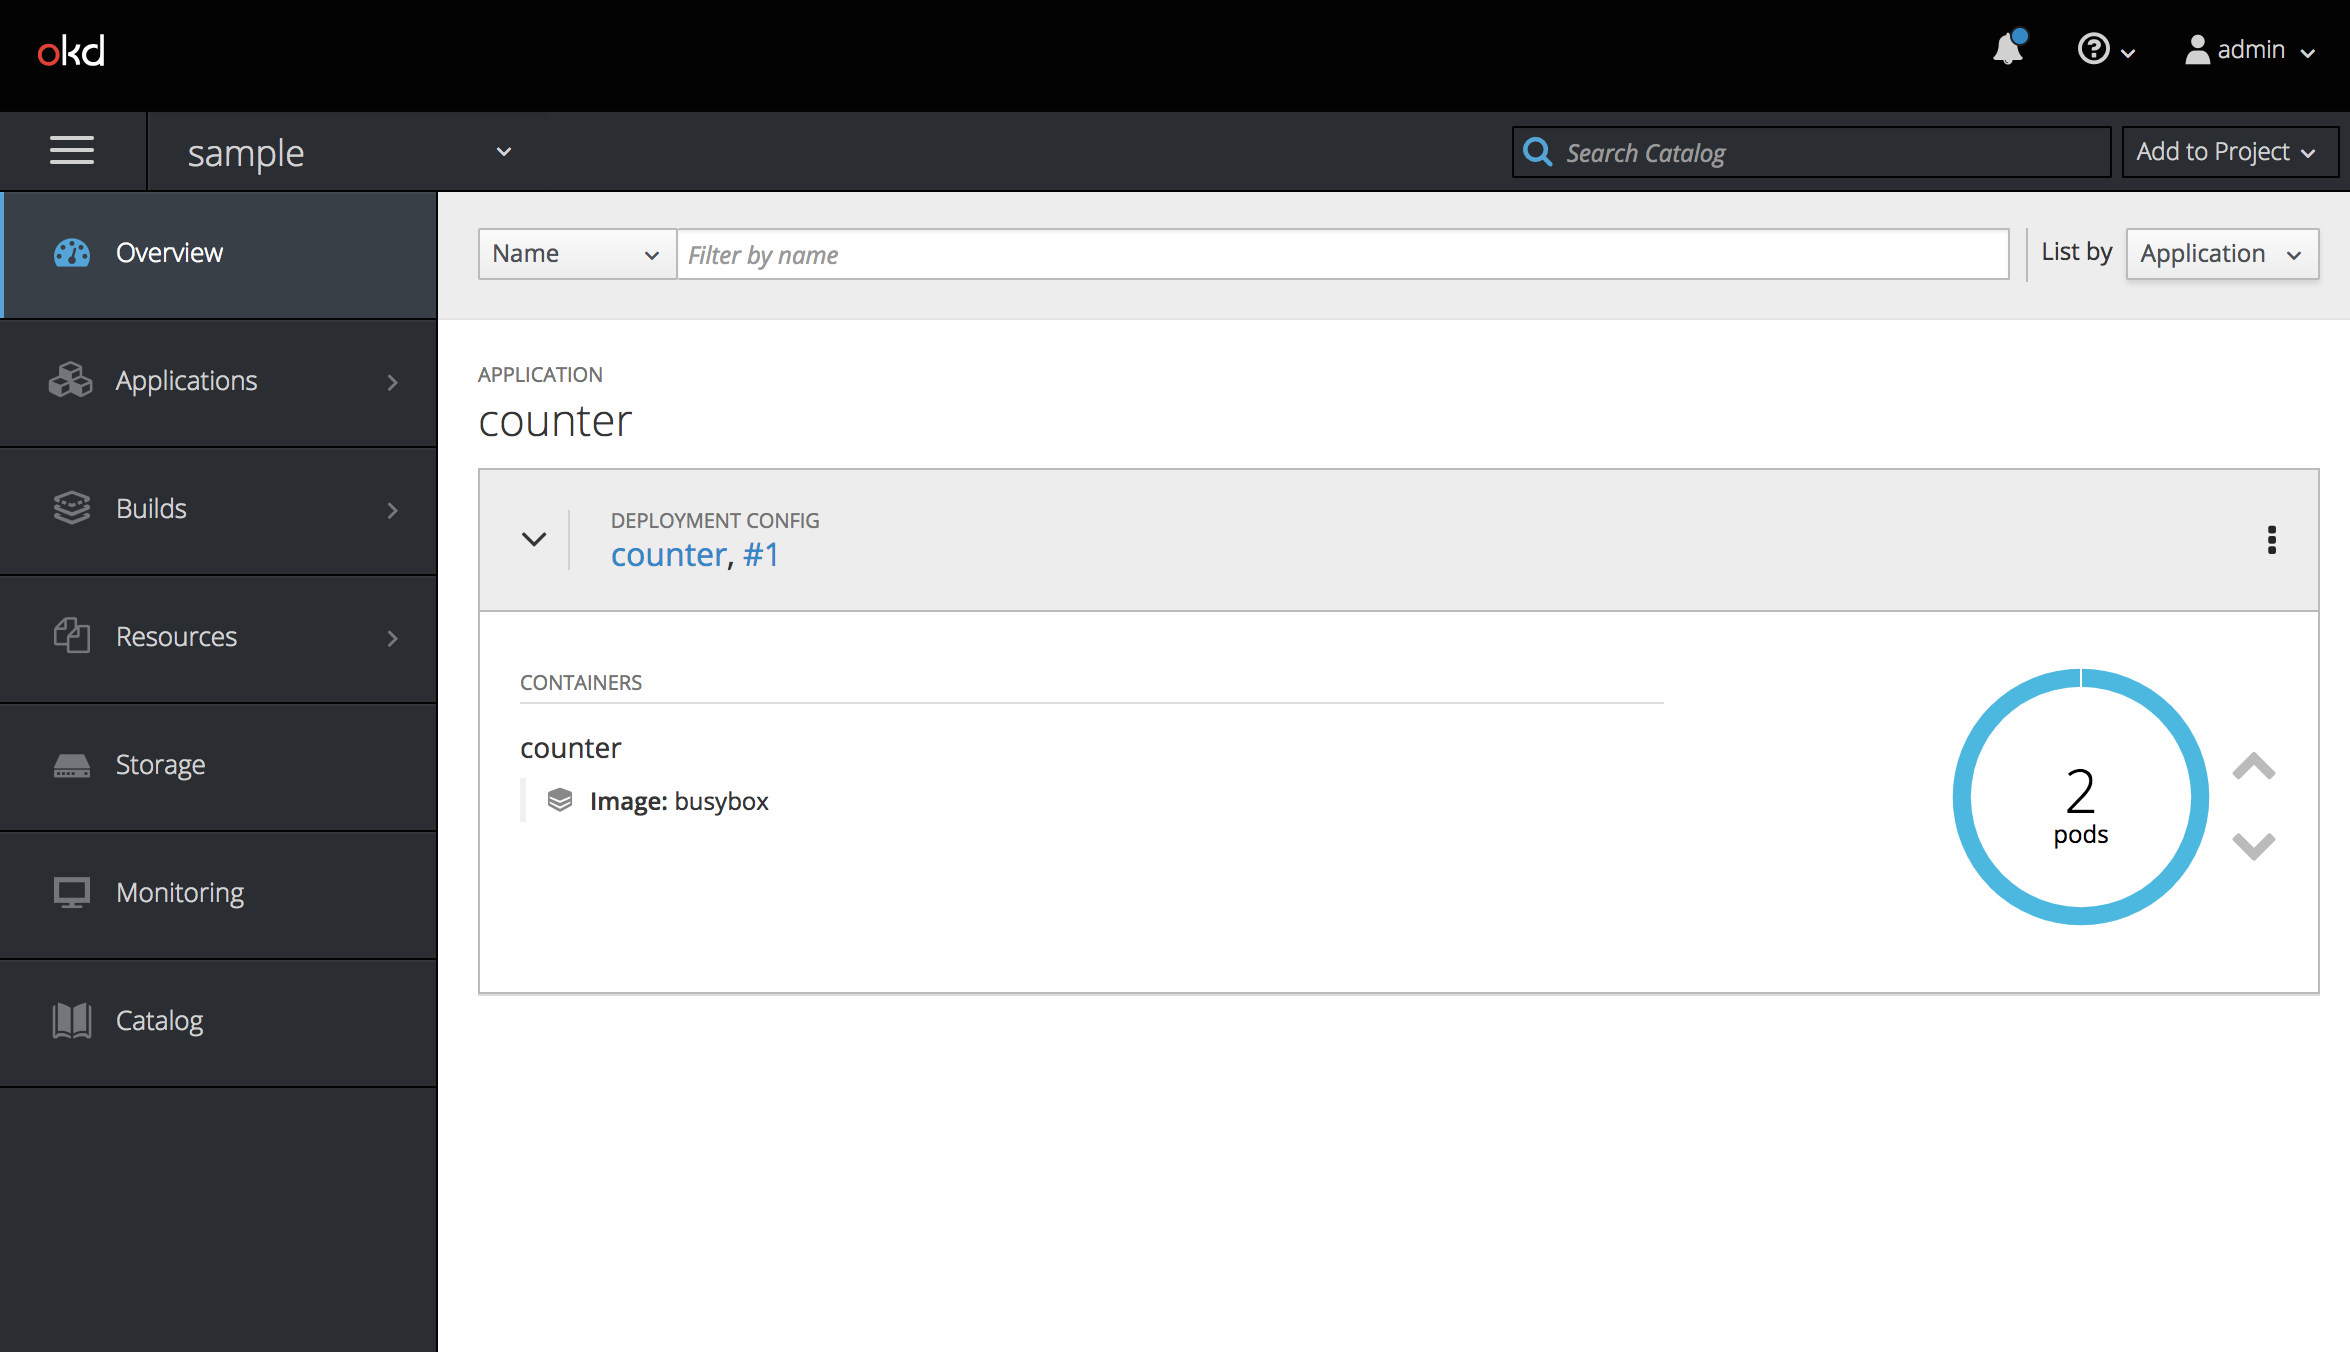 okd
admin
sample
Search Catalog
Add to Project
Overview
Applications
Builds
Resources
Storage
Monitoring
Catalog
Name
Filter by name
List by
Application
APPLICATION
counter
DEPLOYMENT CONFIG
counter, #1
CONTAINERS
counter
Image: busybox
2
pods